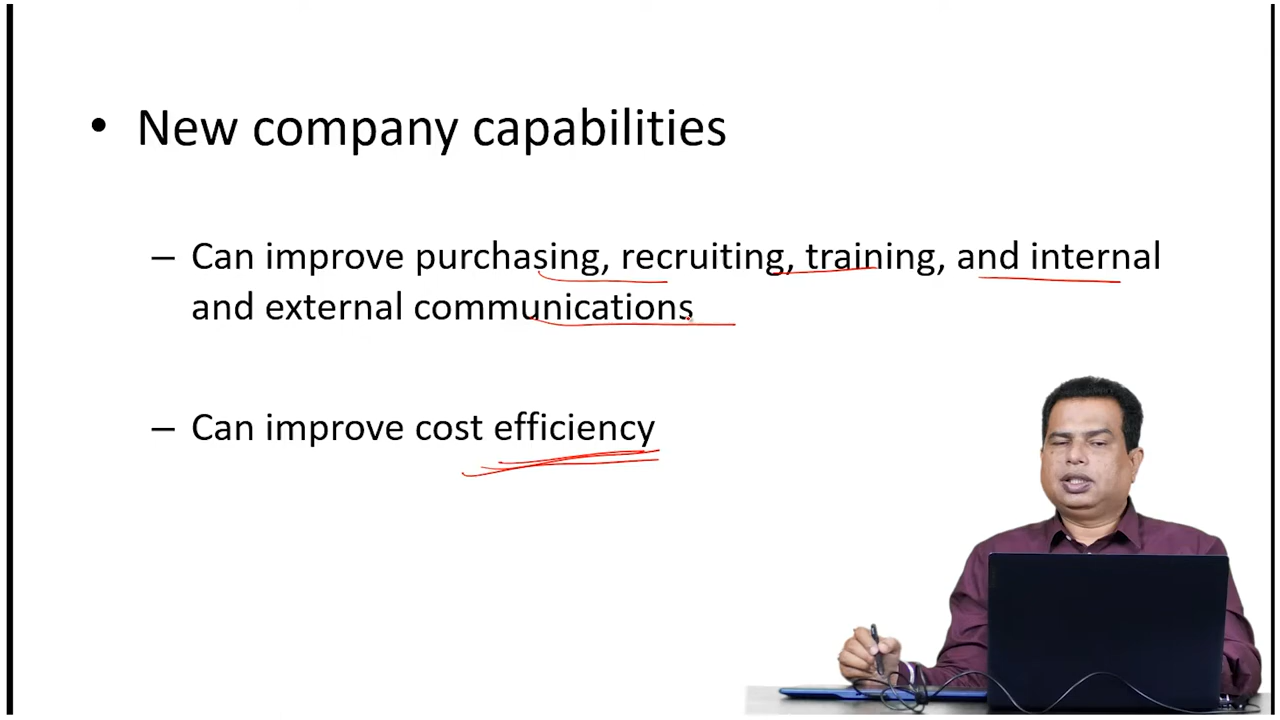 • New company capabilities
– Can improve purchasing, recruiting, training, and internal
and external communications
– Can improve cost efficiency